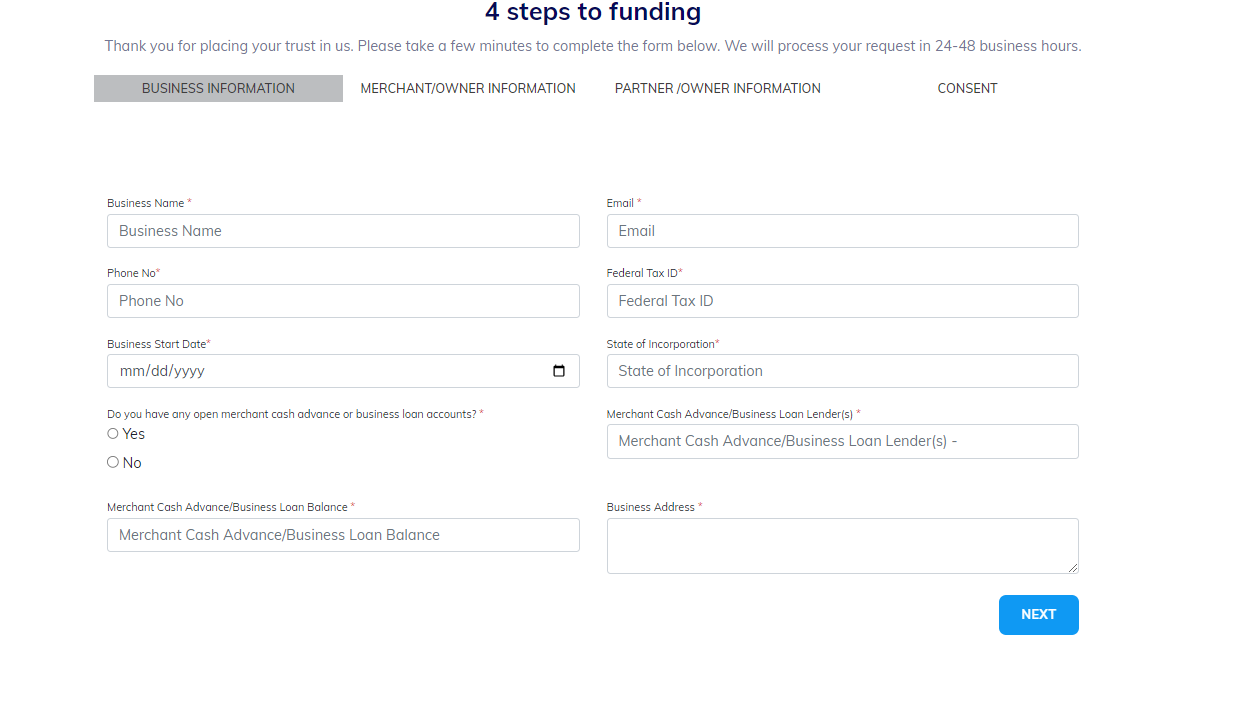 4 steps to funding
Thank you for placing your trust in us. Please take a few minutes to complete the form below. We will process your request in 24-48 business hours.
BUSINESS INFORMATION MERCHANT/OWNER INFORMATION PARTNER /OWNER INFORMATION CONSENT
Business Name * Email *
Business Name Email
Phone No* Federal Tax ID*
Phone No Federal Tax ID
Business Start Date* State of Incorporation*
mm/dd/yyyy State of Incorporation
Do you have any open merchant cash advance or business loan accounts? * Merchant Cash Advance/Business Loan Lender(s) *
Yes Merchant Cash Advance/Business Loan Lender(s) -
No
Merchant Cash Advance/Business Loan Balance * Business Address *
Merchant Cash Advance/Business Loan Balance
NEXT